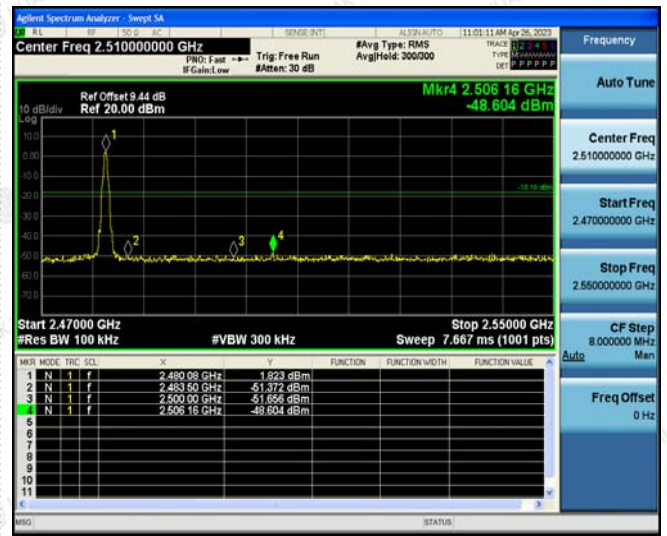 Agilent Spectrum Analyzer - Swept SA
RL RF 50 Ω AC SENSE:INT ALIGN AUTO 11:01:11 AM Apr 26, 2023
Center Freq 2.510000000 GHz
PNO: Fast
IFGain:Low
Trig: Free Run
#Atten: 30 dB
#Avg Type: RMS
Avg|Hold: 300/300
TRACE 1 2 3 4 5 6
TYPE M W W W W W
DET P P P P P P
Mkr4 2.506 16 GHz
-48.604 dBm
Ref Offset 9.44 dB
10 dB/div Ref 20.00 dBm
Log
10.0
0.00
-10.0
-20.0
-30.0
-40.0
-50.0
-60.0
-70.0
1
2
3
4
-18.18 dBm
Start 2.47000 GHz Stop 2.55000 GHz
#Res BW 100 kHz #VBW 300 kHz Sweep 7.667 ms (1001 pts)
MKR MODE TRC SCL X Y FUNCTION FUNCTION WIDTH FUNCTION VALUE
1 N 1 f 2.480 08 GHz 1.823 dBm
2 N 1 f 2.483 50 GHz -51.372 dBm
3 N 1 f 2.500 00 GHz -51.656 dBm
4 N 1 f 2.506 16 GHz -48.604 dBm
5
6
7
8
9
10
11
MSG STATUS
Frequency
Auto Tune
Center Freq
2.510000000 GHz
Start Freq
2.470000000 GHz
Stop Freq
2.550000000 GHz
CF Step
8.000000 MHz
Auto Man
Freq Offset
0 Hz